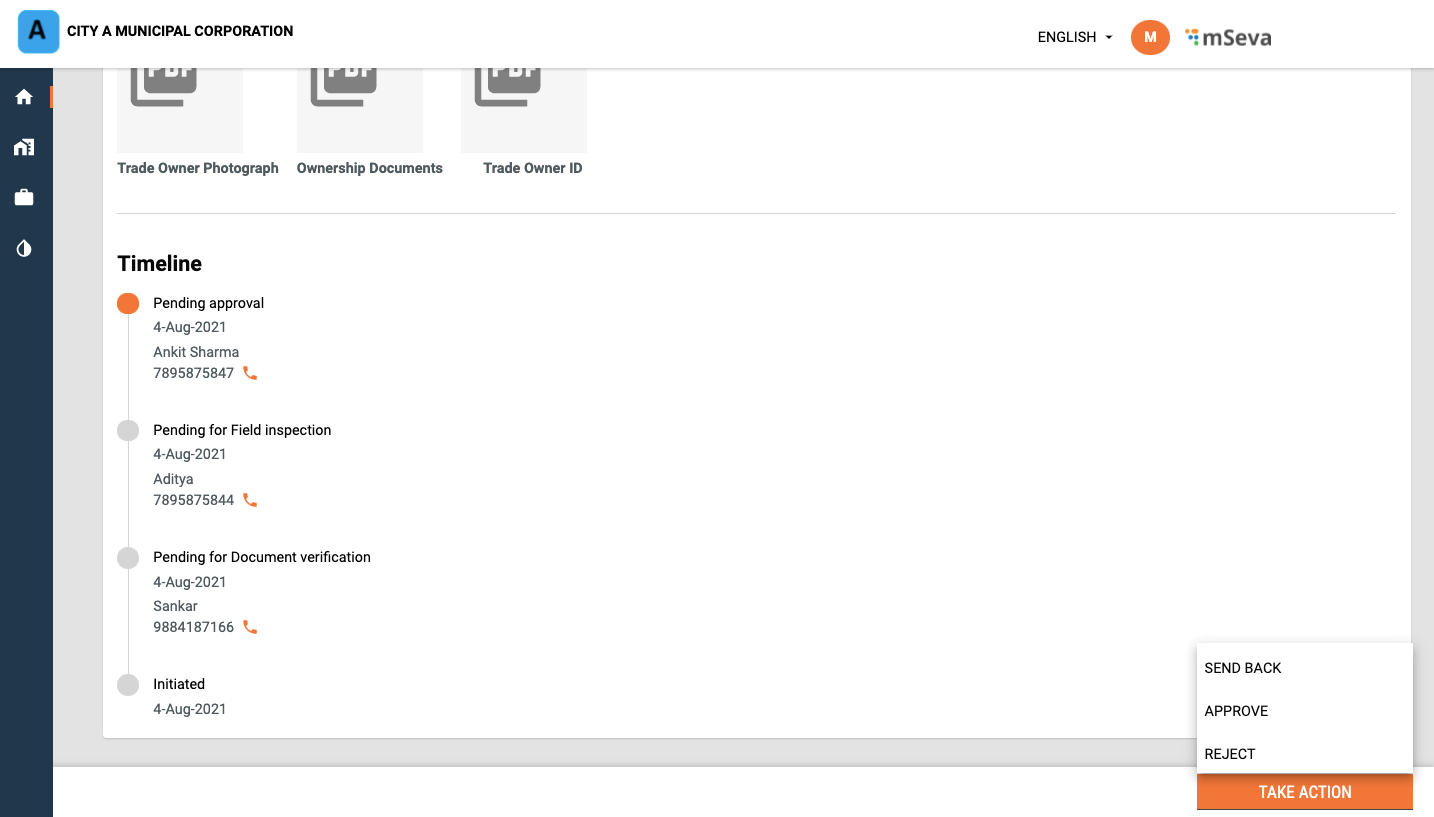 A
CITY A MUNICIPAL CORPORATION
ENGLISH
M
mSeva
PDF
PDF
PDF
Trade Owner Photograph
Ownership Documents
Trade Owner ID
Timeline
Pending approval
4-Aug-2021
Ankit Sharma
7895875847
Pending for Field inspection
4-Aug-2021
Aditya
7895875844
Pending for Document verification
4-Aug-2021
Sankar
9884187166
Initiated
4-Aug-2021
SEND BACK
APPROVE
REJECT
TAKE ACTION